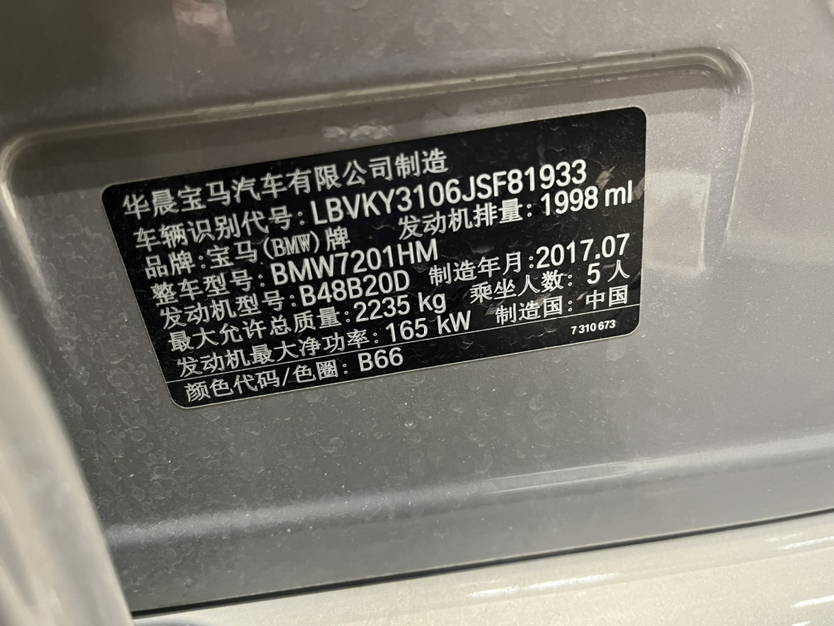 华晨宝马汽车有限公司制造
车辆识别代号: LBVKY3106JSF81933
品牌: 宝马(BMW)牌 发动机排量: 1998 ml
整车型号: BMW7201HM
发动机型号: B48B20D 制造年月: 2017.07
最大允许总质量: 2235 kg 乘坐人数: 5 人
发动机最大净功率: 165 kW 制造国: 中国
7 310 673
颜色代码/色圈: B66